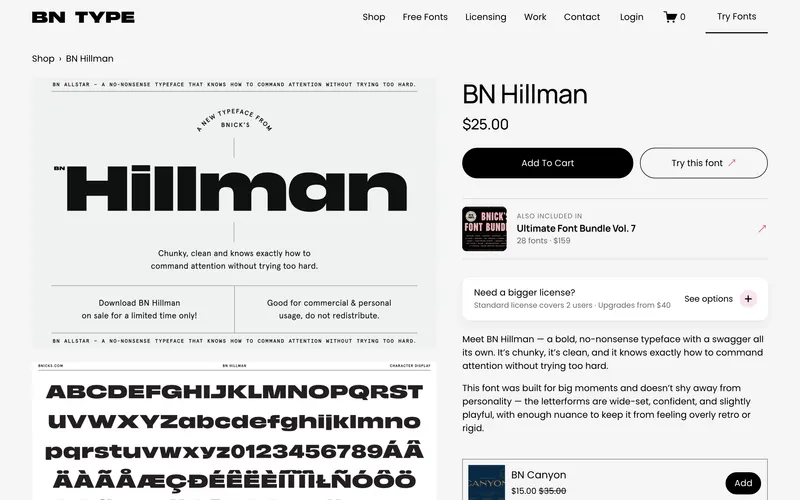 BN TYPE
Shop Free Fonts Licensing Work Contact Login 0 Try Fonts
Shop › BN Hillman
BN ALLSTAR – A NO-NONSENSE TYPEFACE THAT KNOWS HOW TO COMMAND ATTENTION WITHOUT TRYING TOO HARD.
A NEW TYPEFACE FROM
BNICK'S
BN Hillman
Chunky, clean and knows exactly how to
command attention without trying too hard.
Download BN Hillman
on sale for a limited time only!
Good for commercial & personal
usage, do not redistribute.
BN ALLSTAR – A NO-NONSENSE TYPEFACE THAT KNOWS HOW TO COMMAND ATTENTION WITHOUT TRYING TOO HARD.
BNICKS.COM BN HILLMAN CHARACTER DISPLAY
ABCDEFGHIJKLMNOPQRST
UVWXYZabcdefghijklmno
pqrstuvwxyz0123456789ÁÂ
ÄÀÃÅÆÇÐÉÊËÈÍÎÏÌŁÑÓÔÖ
BN Hillman
$25.00
Add To Cart
Try this font ↗
BNICK'S
FONT BUNDL
ALSO INCLUDED IN
Ultimate Font Bundle Vol. 7
28 fonts · $159
Need a bigger license?
Standard license covers 2 users · Upgrades from $40
See options +
Meet BN Hillman — a bold, no-nonsense typeface with a swagger all
its own. It's chunky, it's clean, and it knows exactly how to command
attention without trying too hard.
This font was built for big moments and doesn't shy away from
personality — the letterforms are wide-set, confident, and slightly
playful, with enough nuance to keep it from feeling overly retro or
rigid.
CANYON
BN Canyon
$15.00 $35.00
Add